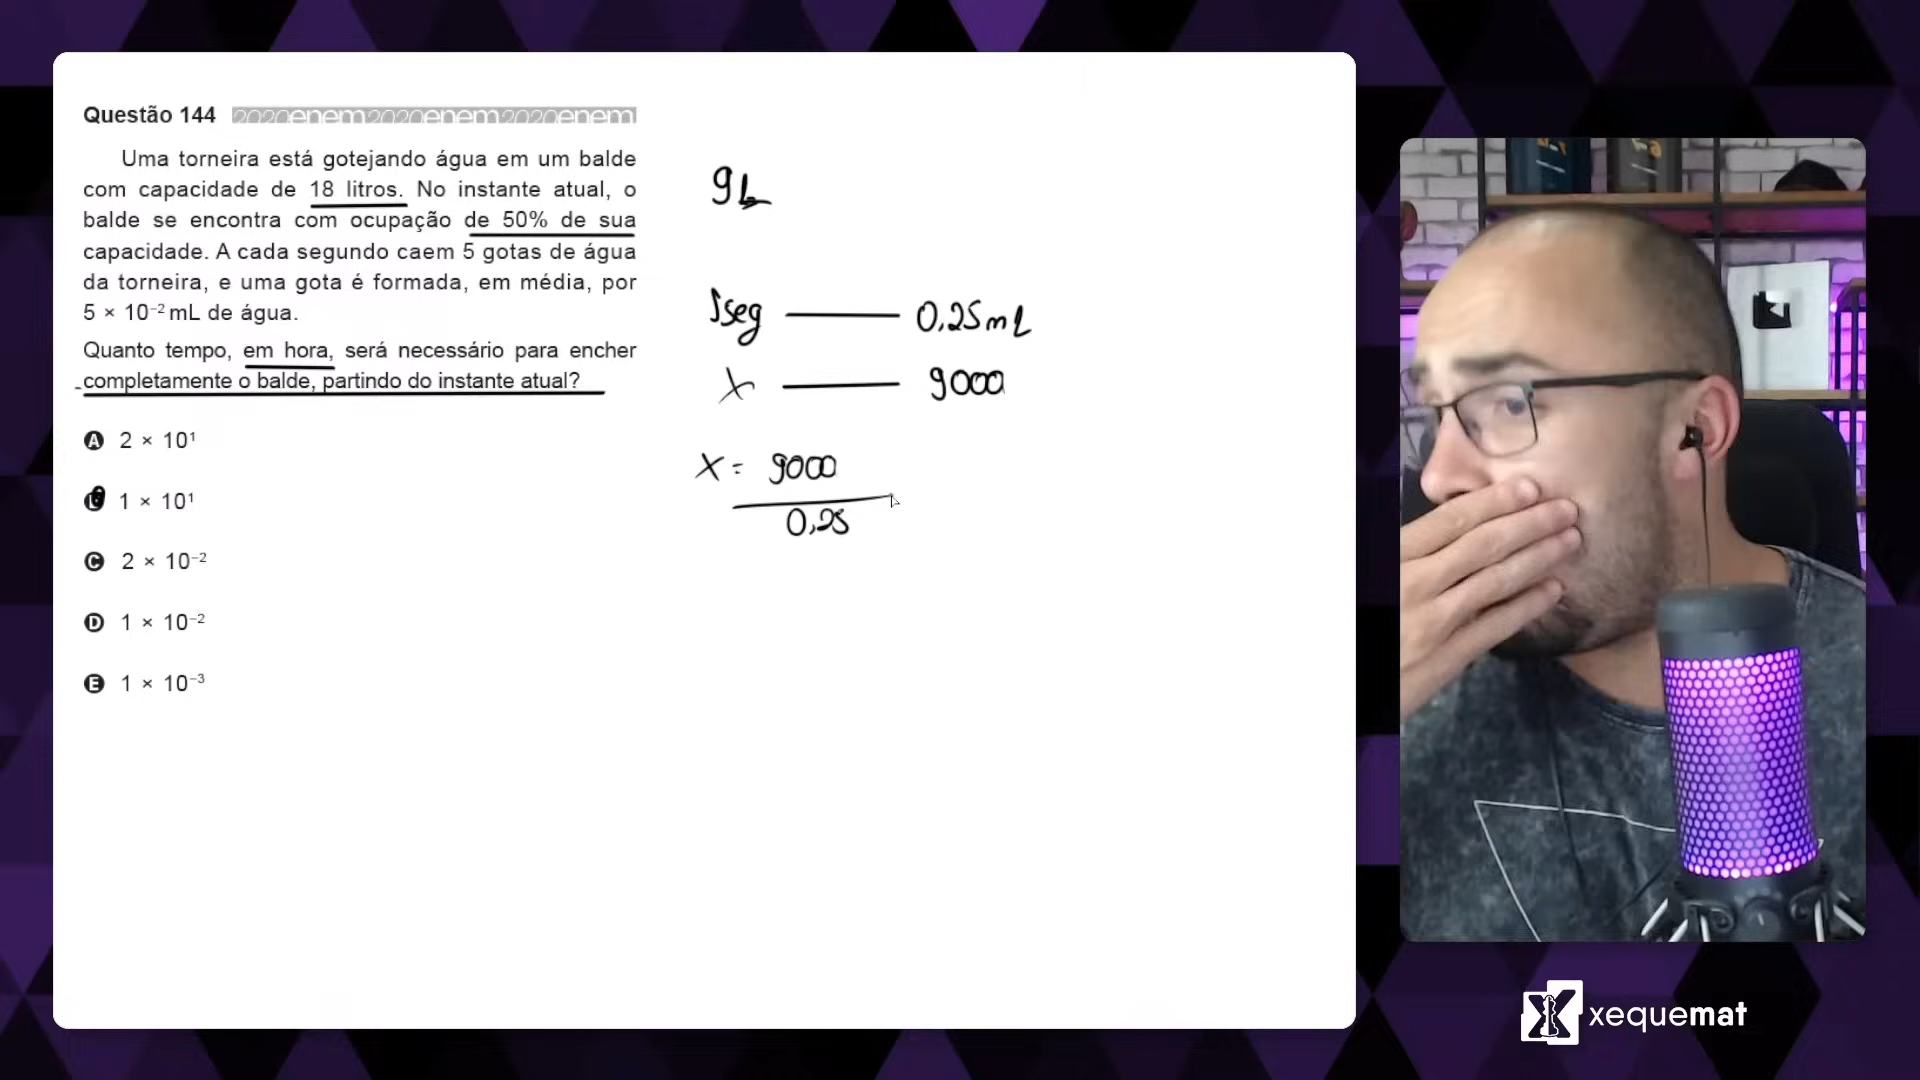 Questão 144 2020enem2020enem2020enem
Uma torneira está gotejando água em um balde
com capacidade de 18 litros. No instante atual, o
balde se encontra com ocupação de 50% de sua
capacidade. A cada segundo caem 5 gotas de água
da torneira, e uma gota é formada, em média, por
5 × 10⁻² mL de água.
Quanto tempo, em hora, será necessário para encher
completamente o balde, partindo do instante atual?
A 2 × 10¹
1 × 10¹
C 2 × 10⁻²
D 1 × 10⁻²
E 1 × 10⁻³
9L
1seg 0,25mL
X 9000
X = 9000
0,25
xequemat